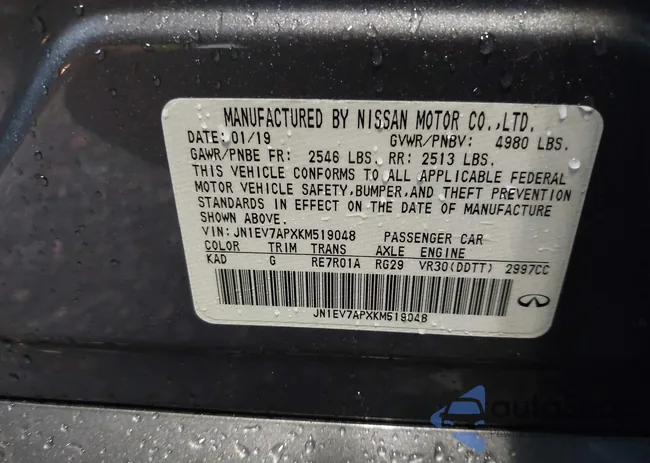 MANUFACTURED BY NISSAN MOTOR CO.,LTD.
DATE: 01/19 GVWR/PNBV: 4980 LBS.
GAWR/PNBE FR: 2546 LBS. RR: 2513 LBS.
THIS VEHICLE CONFORMS TO ALL APPLICABLE FEDERAL
MOTOR VEHICLE SAFETY,BUMPER,AND THEFT PREVENTION
STANDARDS IN EFFECT ON THE DATE OF MANUFACTURE
SHOWN ABOVE.
VIN: JN1EV7APXKM519048 PASSENGER CAR
COLOR TRIM TRANS AXLE ENGINE
KAD G RE7R01A RG29 VR30(DDTT) 2997CC
JN1EV7APXKM519048